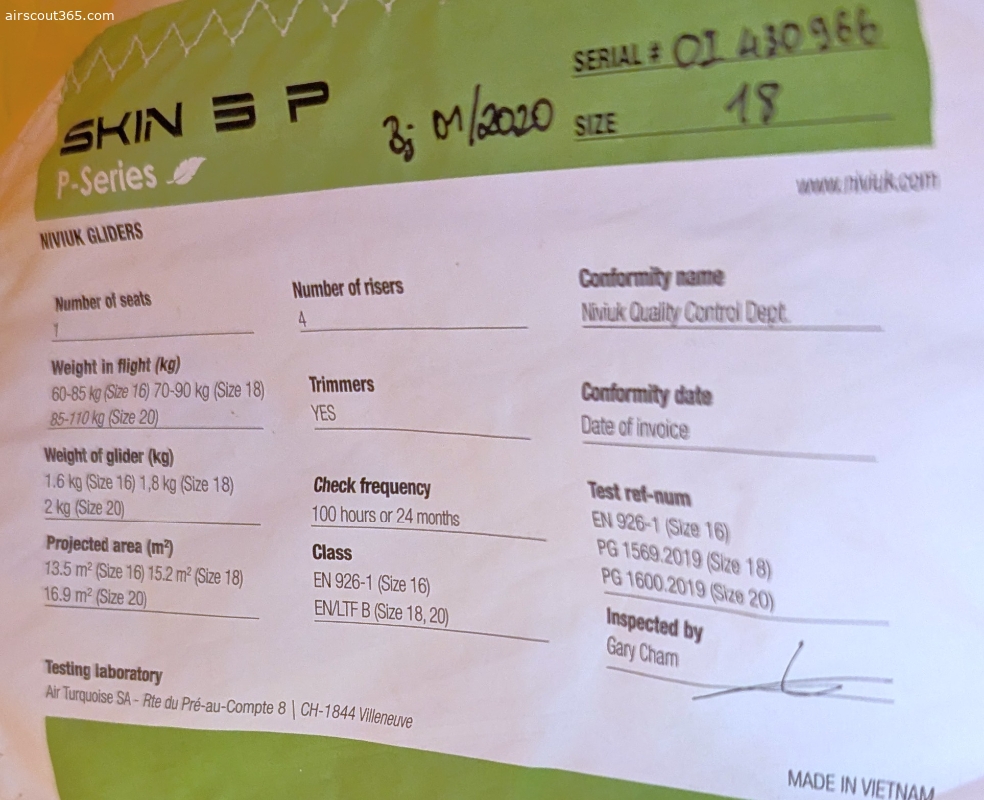 airscout365.com
SERIAL # OI 430966
SKIN 3 P
Bj 01/2020
SIZE 18
P-Series
www.niviuk.com
NIVIUK GLIDERS
Number of seats
1
Weight in flight (kg)
60-85 kg (Size 16) 70-90 kg (Size 18)
85-110 kg (Size 20)
Weight of glider (kg)
1.6 kg (Size 16) 1,8 kg (Size 18)
2 kg (Size 20)
Projected area (m²)
13.5 m² (Size 16) 15.2 m² (Size 18)
16.9 m² (Size 20)
Number of risers
4
Trimmers
YES
Check frequency
100 hours or 24 months
Class
EN 926-1 (Size 16)
EN/LTF B (Size 18, 20)
Conformity name
Niviuk Quality Control Dept.
Conformity date
Date of invoice
Test ref-num
EN 926-1 (Size 16)
PG 1569.2019 (Size 18)
PG 1600.2019 (Size 20)
Inspected by
Gary Cham
Testing laboratory
Air Turquoise SA - Rte du Pré-au-Compte 8 | CH-1844 Villeneuve
MADE IN VIETNAM